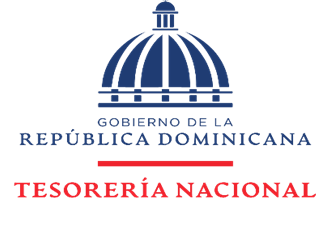 GOBIERNO DE LA
REPÚBLICA DOMINICANA
TESORERÍA NACIONAL